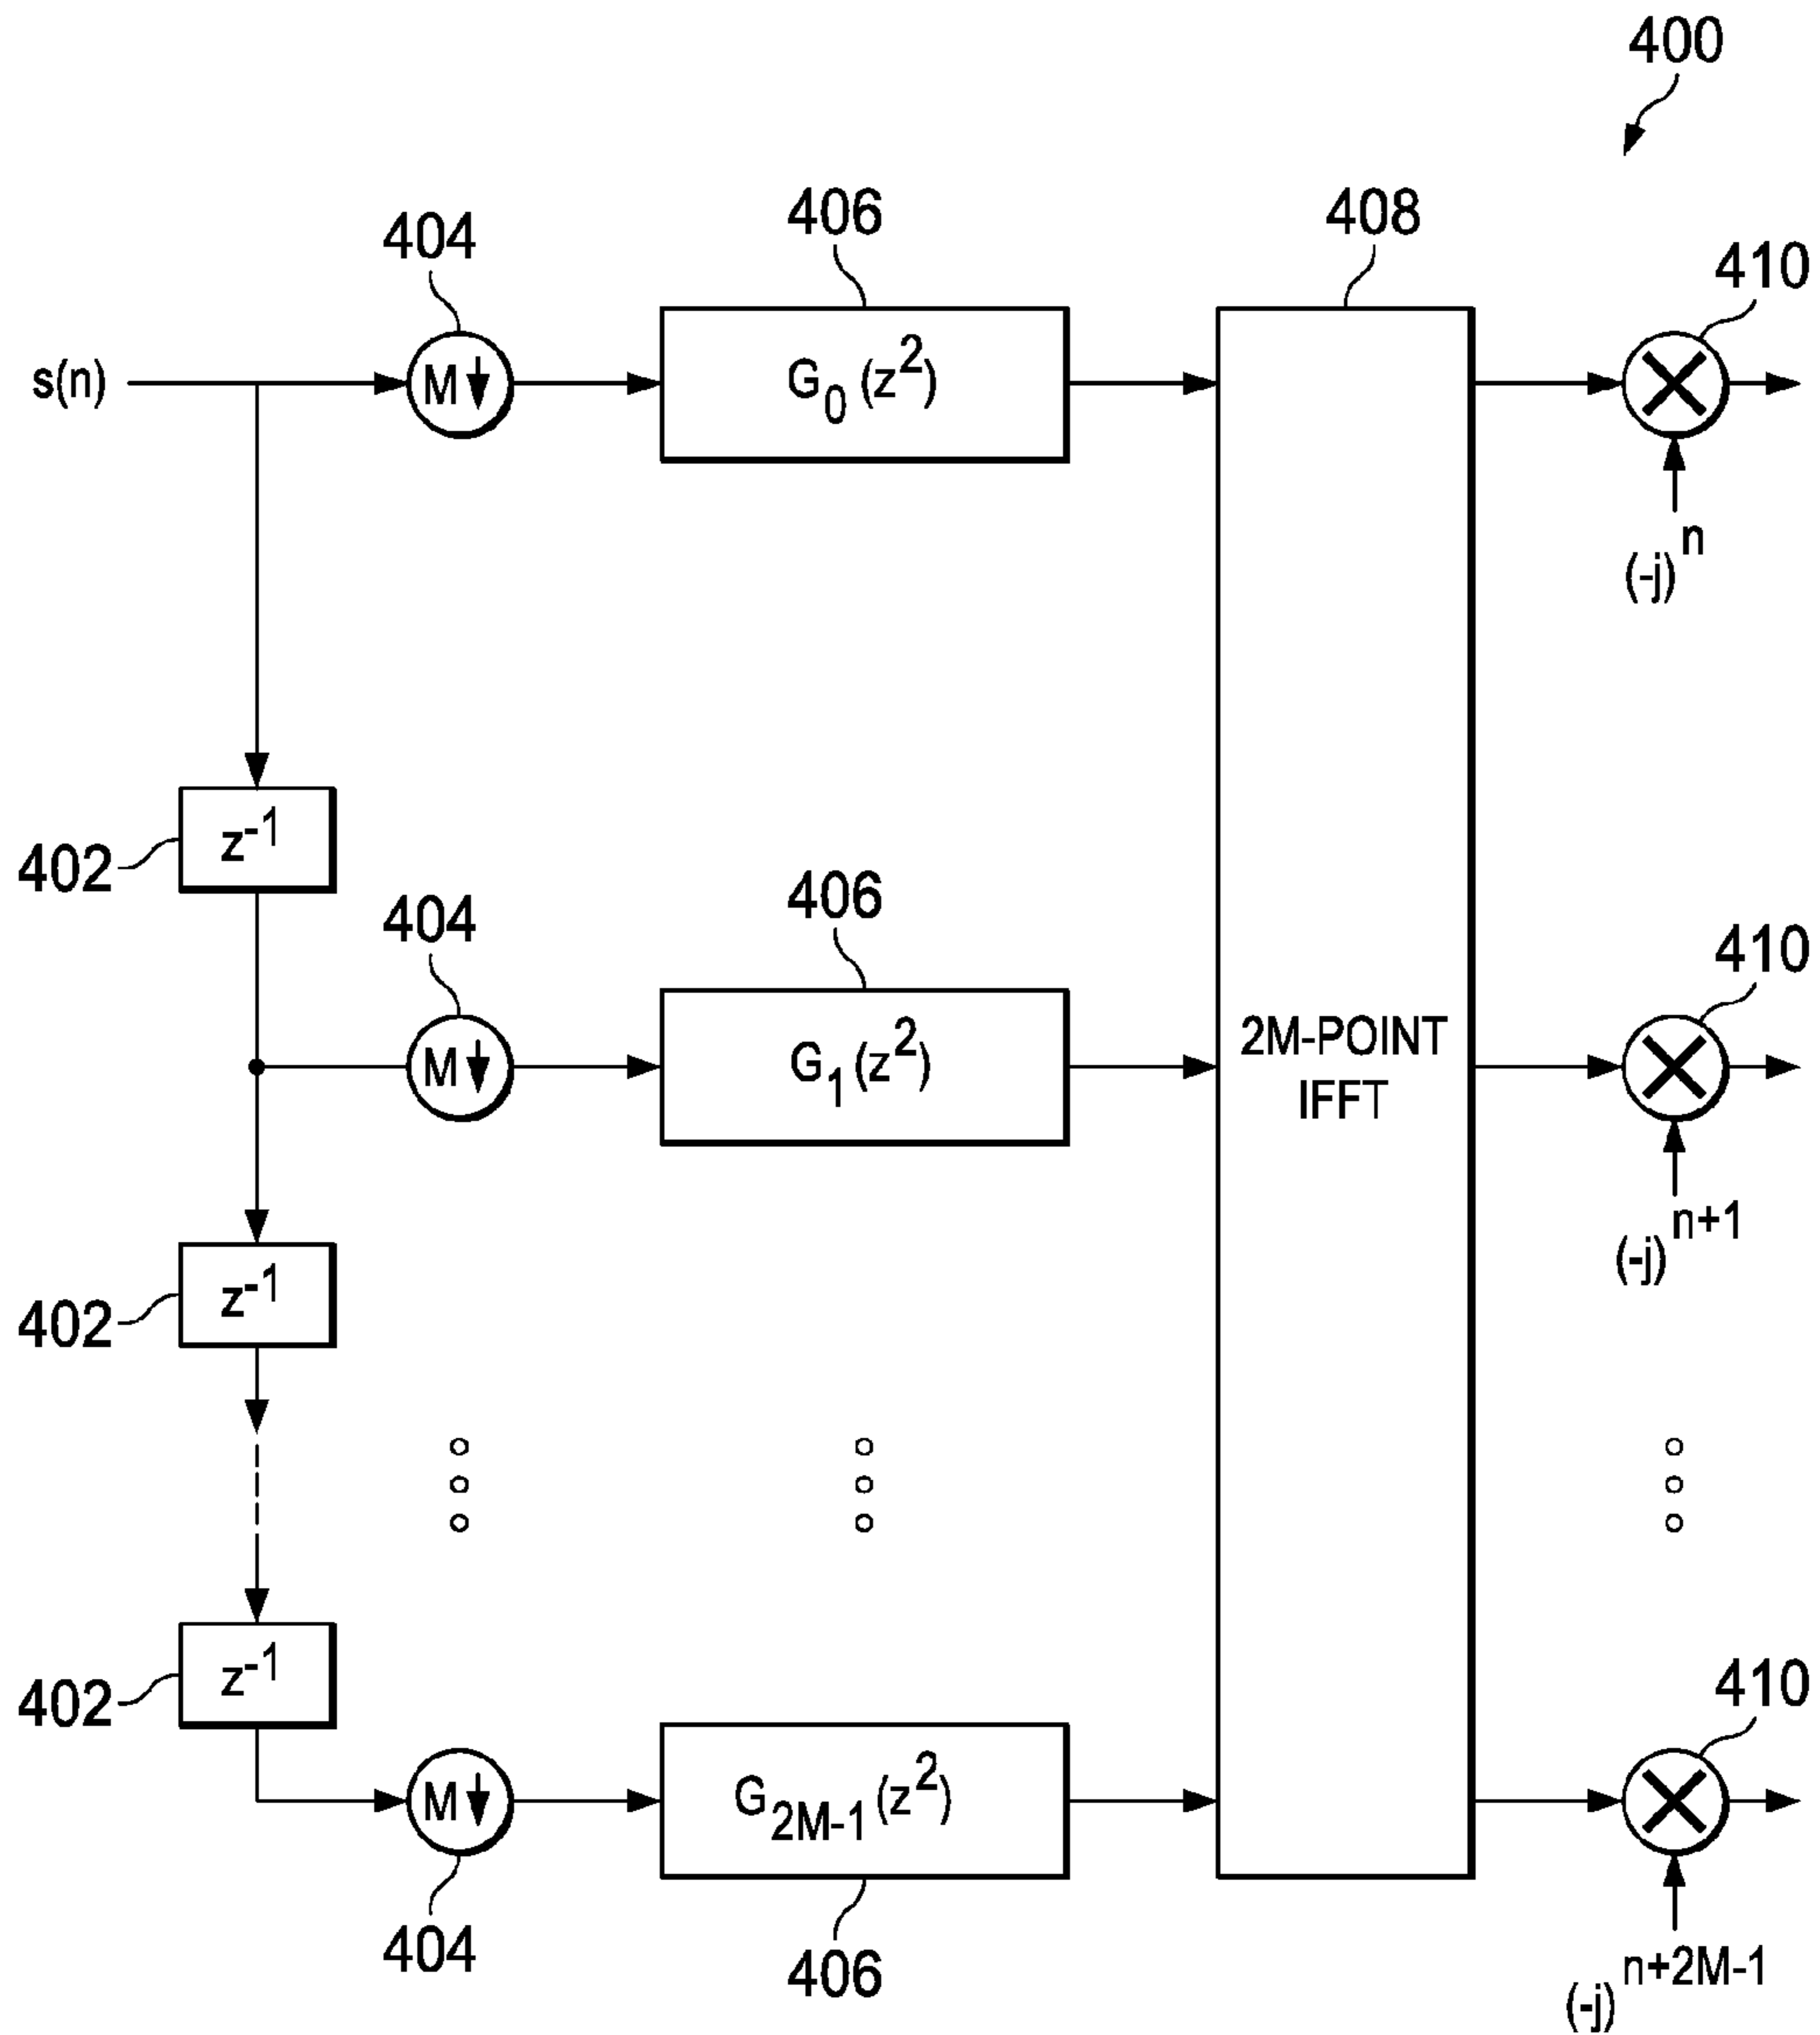 400
404
406
408
410
s(n)
M↓
G₀ (z²)
(-j)ⁿ
z⁻¹
402
404
406
410
M↓
G₁ (z²)
2M-POINT
IFFT
(-j)ⁿ⁺¹
z⁻¹
402
z⁻¹
402
410
M↓
G₂M-1 (z²)
404
406
(-j)ⁿ⁺²ᴹ⁻¹